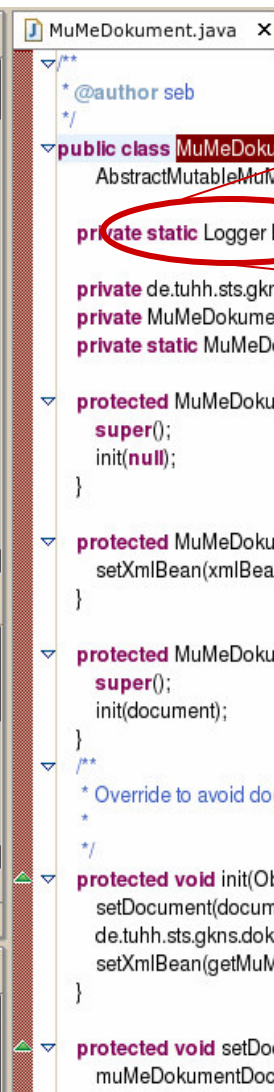 MuMeDokument.java
/**
* @author seb
*/
public class MuMeDoku
AbstractMutableMuM
private static Logger
private de.tuhh.sts.gkn
private MuMeDokume
private static MuMeDo
protected MuMeDoku
super();
init(null);
}
protected MuMeDoku
setXmlBean(xmlBea
}
protected MuMeDoku
super();
init(document);
}
/**
* Override to avoid do
*
*/
protected void init(Ob
setDocument(docum
de.tuhh.sts.gkns.dok
setXmlBean(getMuM
}
protected void setDoc
muMeDokumentDoc